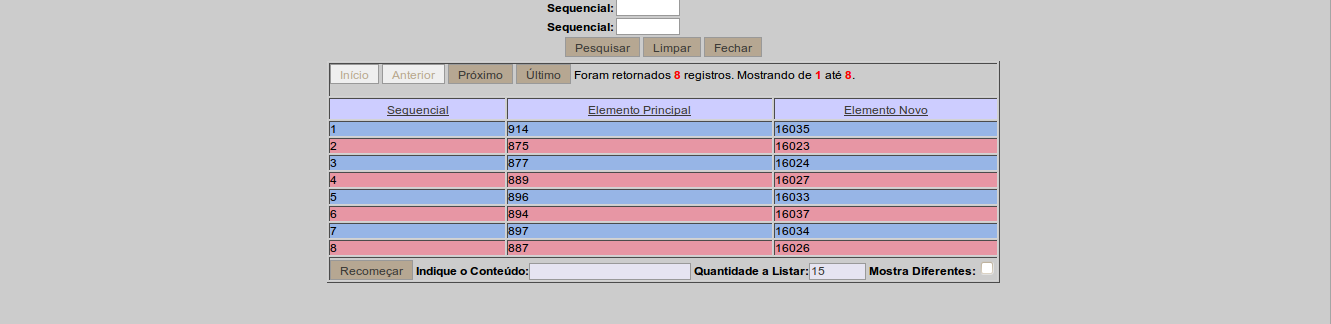 Sequencial:
Sequencial:
Pesquisar Limpar Fechar
Início Anterior Próximo Último Foram retornados 8 registros. Mostrando de 1 até 8.
Sequencial Elemento Principal Elemento Novo
1 914 16035
2 875 16023
3 877 16024
4 889 16027
5 896 16033
6 894 16037
7 897 16034
8 887 16026
Recomeçar Indique o Conteúdo: Quantidade a Listar: 15 Mostra Diferentes: